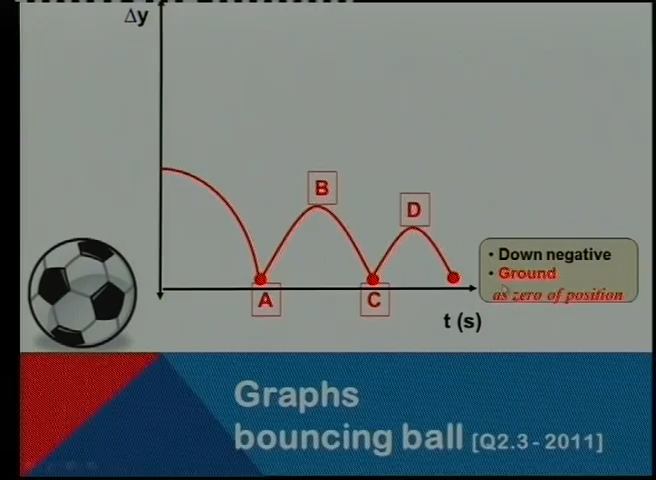 Δy
B
D
A
C
t (s)
• Down negative
• Ground
as zero of position
Graphs
bouncing ball [Q2.3 - 2011]